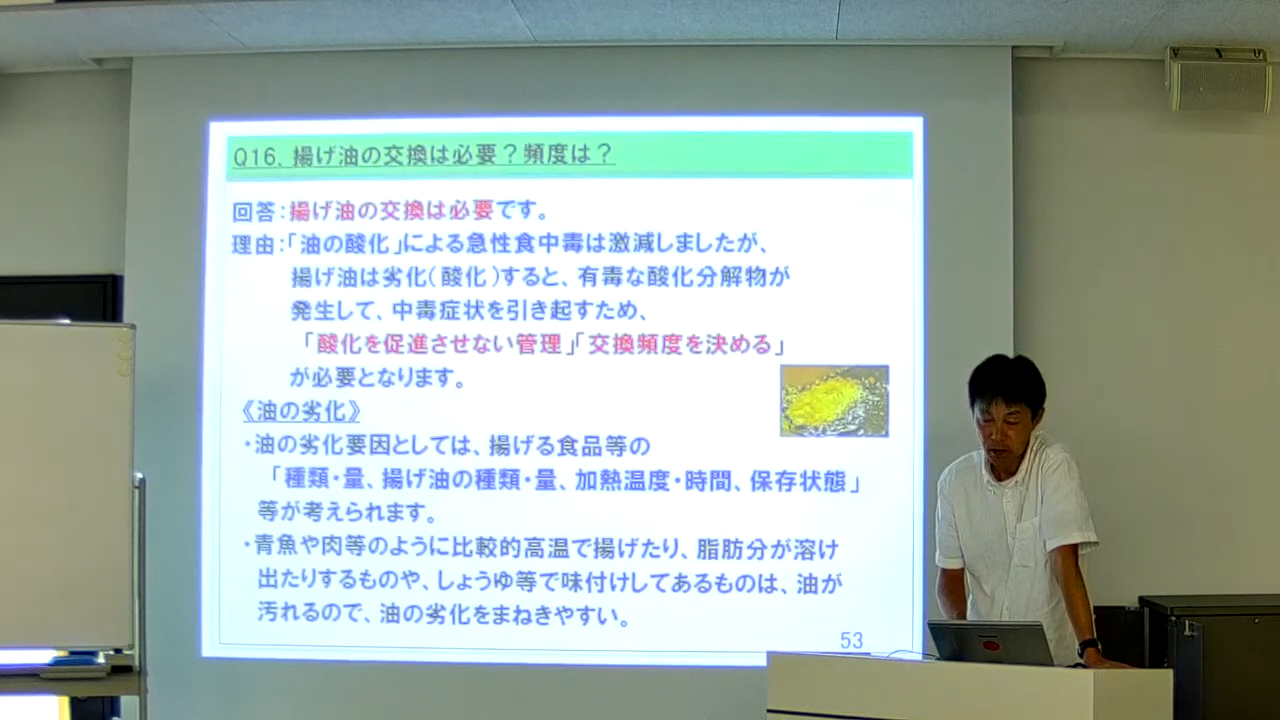 Q16. 揚げ油の交換は必要？頻度は？
回答：揚げ油の交換は必要です。
理由：「油の酸化」による急性食中毒は激減しましたが、
揚げ油は劣化（酸化）すると、有毒な酸化分解物が
発生して、中毒症状を引き起すため、
「酸化を促進させない管理」「交換頻度を決める」
が必要となります。
《油の劣化》
・油の劣化要因としては、揚げる食品等の
「種類・量、揚げ油の種類・量、加熱温度・時間、保存状態」
等が考えられます。
・青魚や肉等のように比較的高温で揚げたり、脂肪分が溶け
出たりするものや、しょうゆ等で味付けしてあるものは、油が
汚れるので、油の劣化をまねきやすい。
53